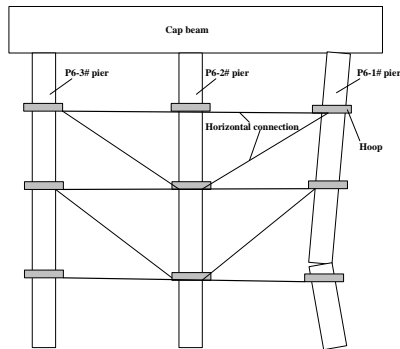 Cap beam
P6-3# pier
P6-2# pier
P6-1# pier
Horizontal connection
Hoop